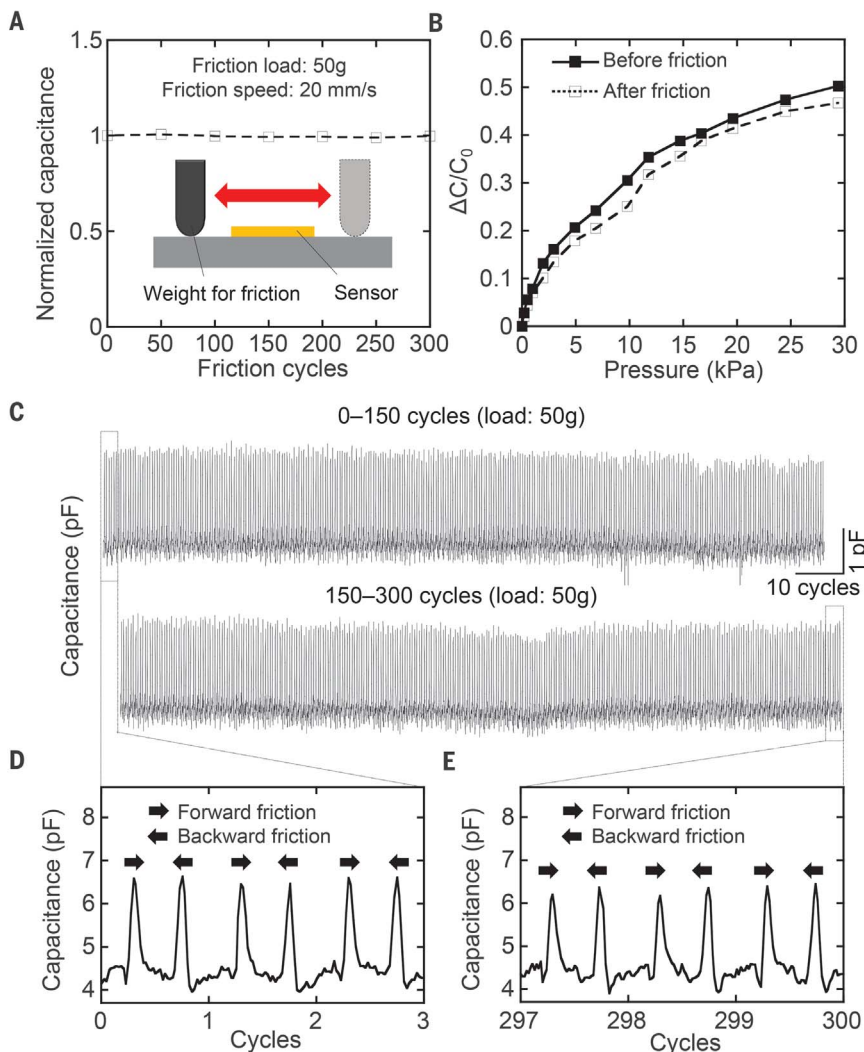 A
1.5
Friction load: 50g
Friction speed: 20 mm/s
1
0.5
0
Normalized capacitance
Weight for friction
Sensor
0 50 100 150 200 250 300
Friction cycles
B
0.6
0.5
0.4
0.3
0.2
0.1
0
ΔC/C0
Before friction
After friction
0 5 10 15 20 25 30
Pressure (kPa)
C
0–150 cycles (load: 50g)
Capacitance (pF)
1 pF
10 cycles
150–300 cycles (load: 50g)
D
8
7
6
5
4
Capacitance (pF)
Forward friction
Backward friction
0 1 2 3
Cycles
E
8
7
6
5
4
Capacitance (pF)
Forward friction
Backward friction
297 298 299 300
Cycles